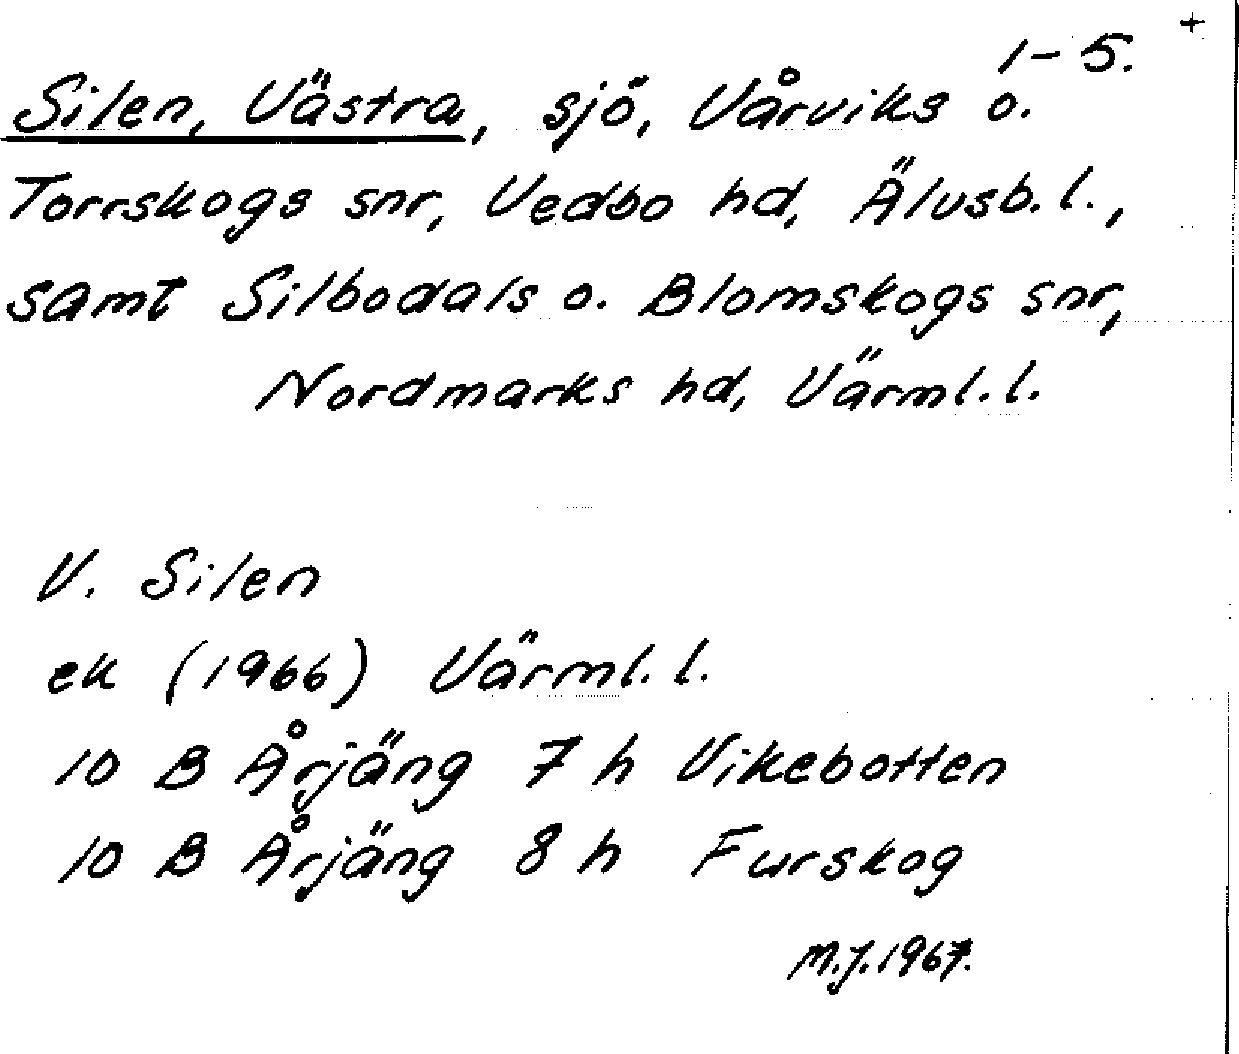 +
1-5.
Silen, Västra, sjö, Vårviks o.
Torrskogs snr, Vedbo hd, Älvsb. l.,
samt Silbodals o. Blomskogs snr,
Nordmarks hd, Värml. l.
V. Silen
ek (1966) Värml. l.
10 B Årjäng 7 h Vikebotten
10 B Årjäng 8 h Furskog
M.J. 1967.